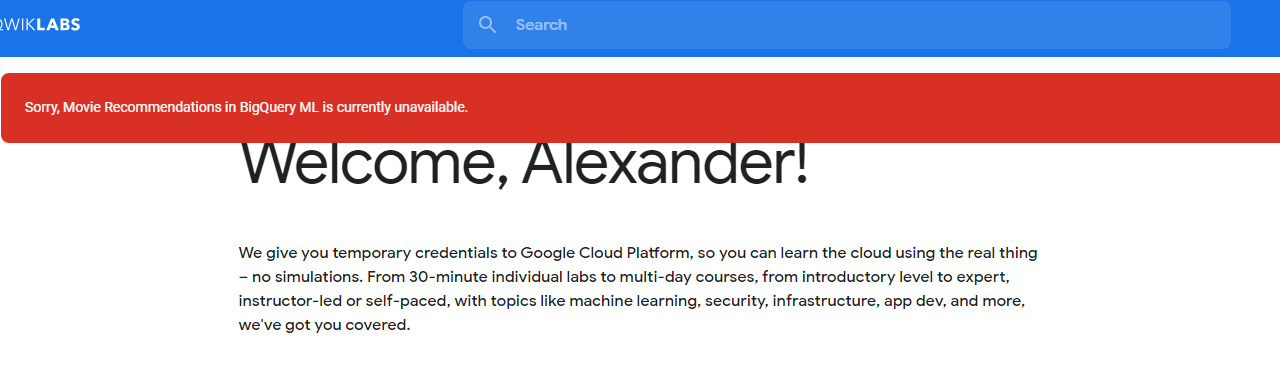 QWIKLABS
Search
Sorry, Movie Recommendations in BigQuery ML is currently unavailable.
Welcome, Alexander!
We give you temporary credentials to Google Cloud Platform, so you can learn the cloud using the real thing
– no simulations. From 30-minute individual labs to multi-day courses, from introductory level to expert,
instructor-led or self-paced, with topics like machine learning, security, infrastructure, app dev, and more,
we've got you covered.